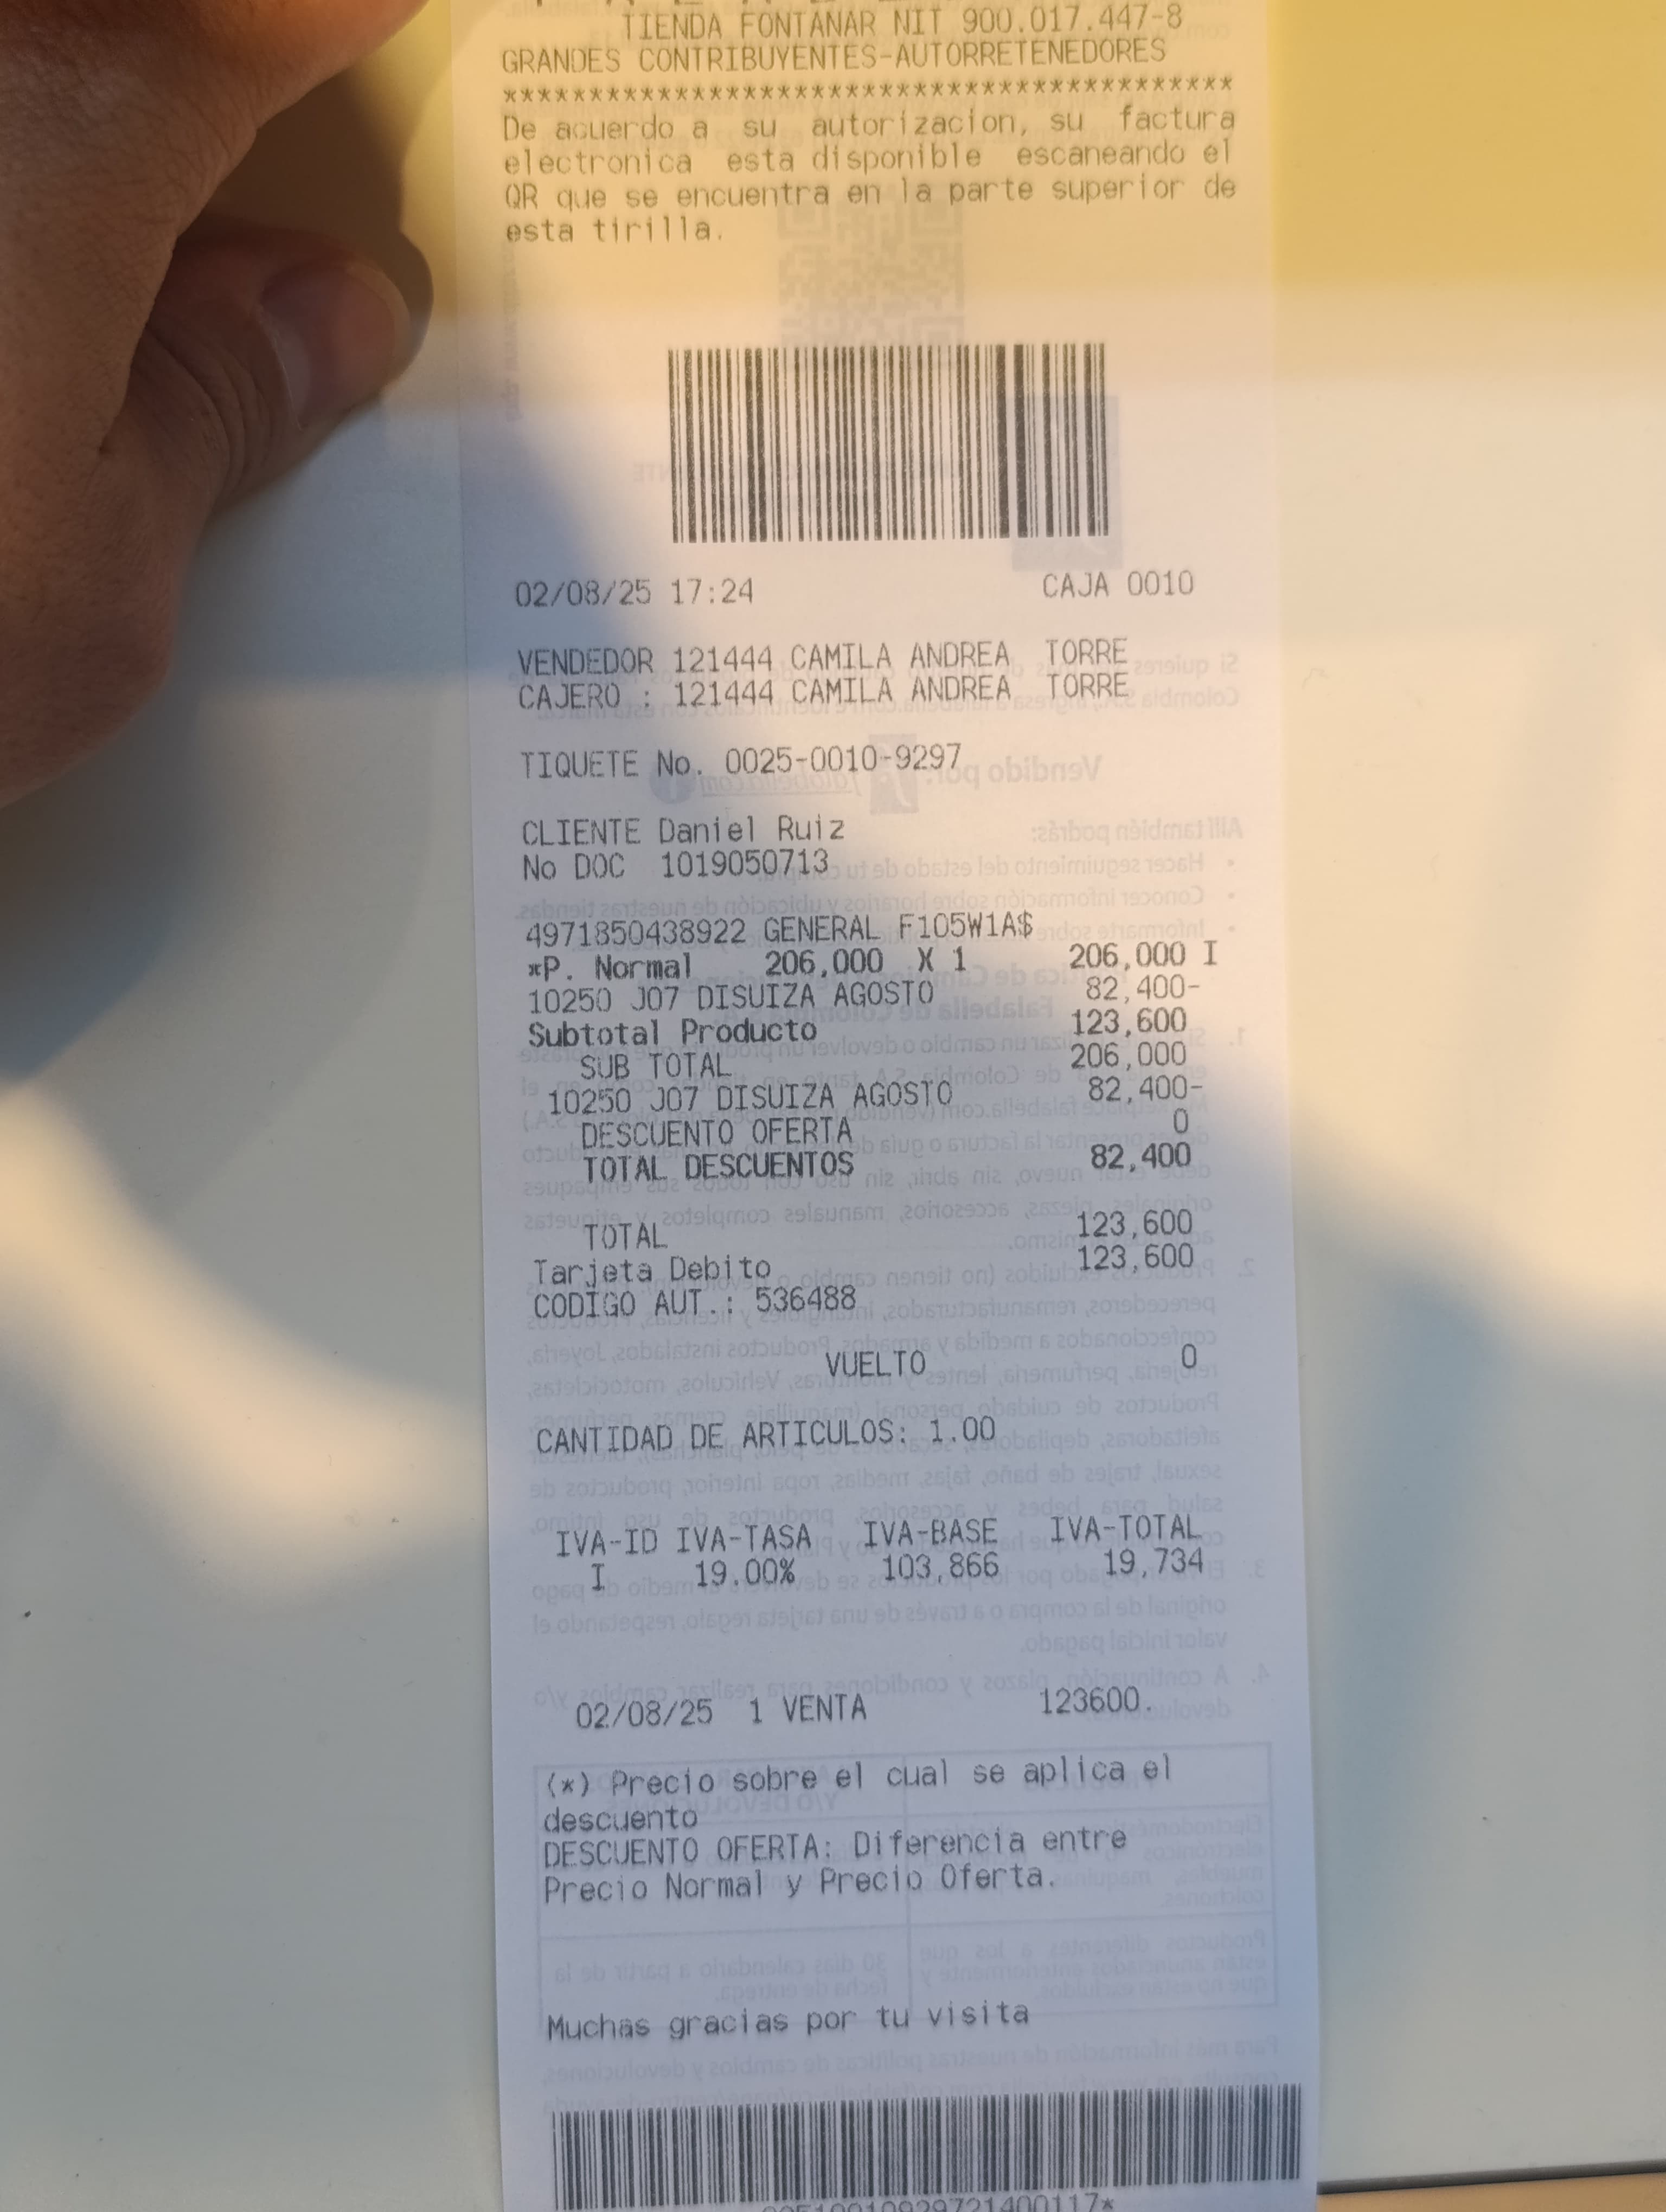 TIENDA FONTANAR NIT 900.017.447-8
GRANDES CONTRIBUYENTES-AUTORRETENEDORES
******************************************
De acuerdo a su autorizacion, su factura
electronica esta disponible escaneando el
QR que se encuentra en la parte superior de
esta tirilla.
02/08/25 17:24 CAJA 0010
VENDEDOR 121444 CAMILA ANDREA TORRE
CAJERO : 121444 CAMILA ANDREA TORRE
TIQUETE No. 0025-0010-9297
CLIENTE Daniel Ruiz
No DOC 1019050713
4971850438922 GENERAL F105W1A$
*P. Normal 206,000 X 1 206,000 I
10250 J07 DISUIZA AGOSTO 82,400-
Subtotal Producto 123,600
SUB TOTAL 206,000
10250 J07 DISUIZA AGOSTO 82,400-
DESCUENTO OFERTA 0
TOTAL DESCUENTOS 82,400
TOTAL 123,600
Tarjeta Debito 123,600
CODIGO AUT.: 536488
VUELTO 0
CANTIDAD DE ARTICULOS: 1.00
IVA-ID IVA-TASA IVA-BASE IVA-TOTAL
I 19.00% 103,866 19,734
02/08/25 1 VENTA 123600.
(*) Precio sobre el cual se aplica el
descuento
DESCUENTO OFERTA: Diferencia entre
Precio Normal y Precio Oferta.
Muchas gracias por tu visita